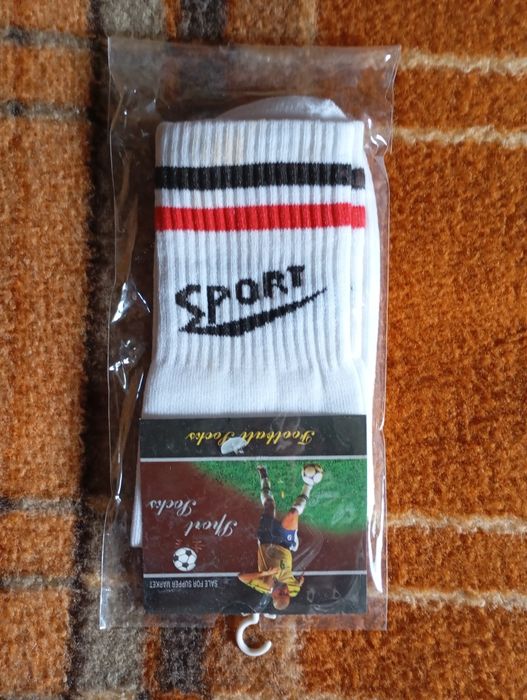 SPORT
Football Socks
Sport
Socks
SALE FOR SUPPER MARKET